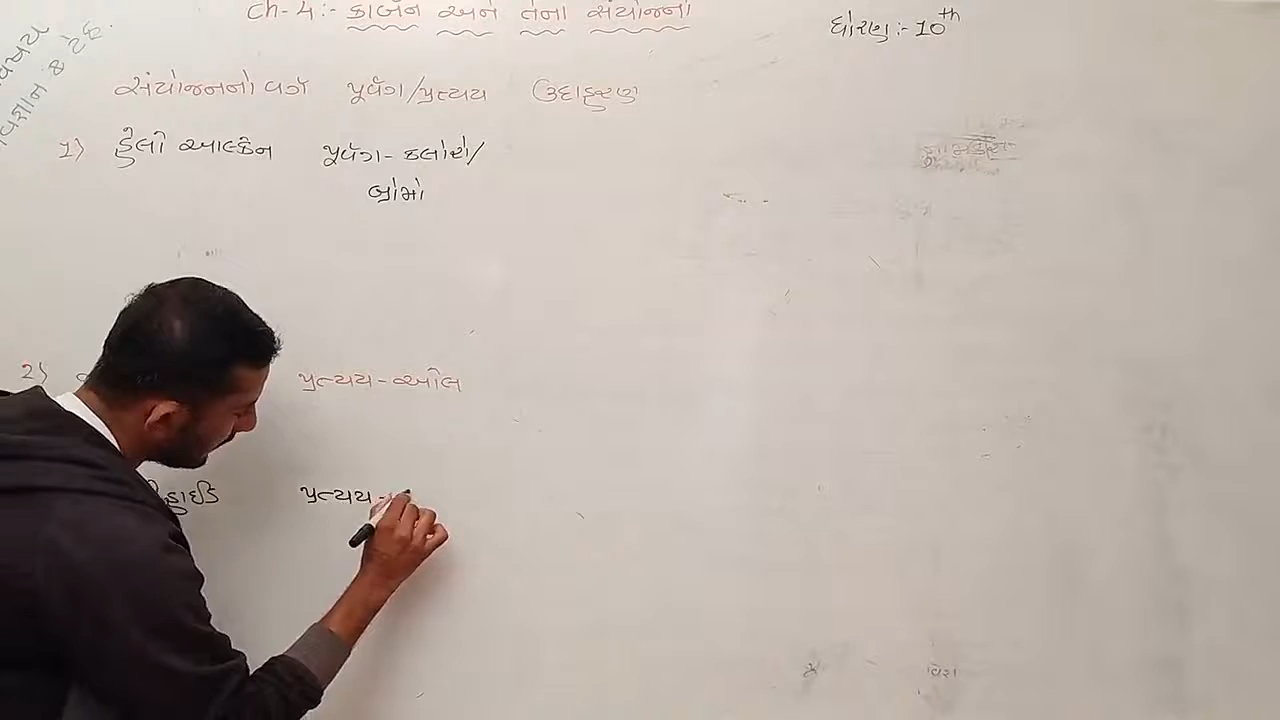 Ch-4:- કાર્બન અને તેના સંયોજનો
ધોરણ:- 10th
વિજ્ઞાન & ટેક
સંયોજનનો વર્ગ પૂર્વગ/પ્રત્યય ઉદાહરણ
1) હેલો આલ્કેન પૂર્વગ- ક્લોરો/
બ્રોમો
2) પ્રત્યય-ઓલ
પ્રત્યય-